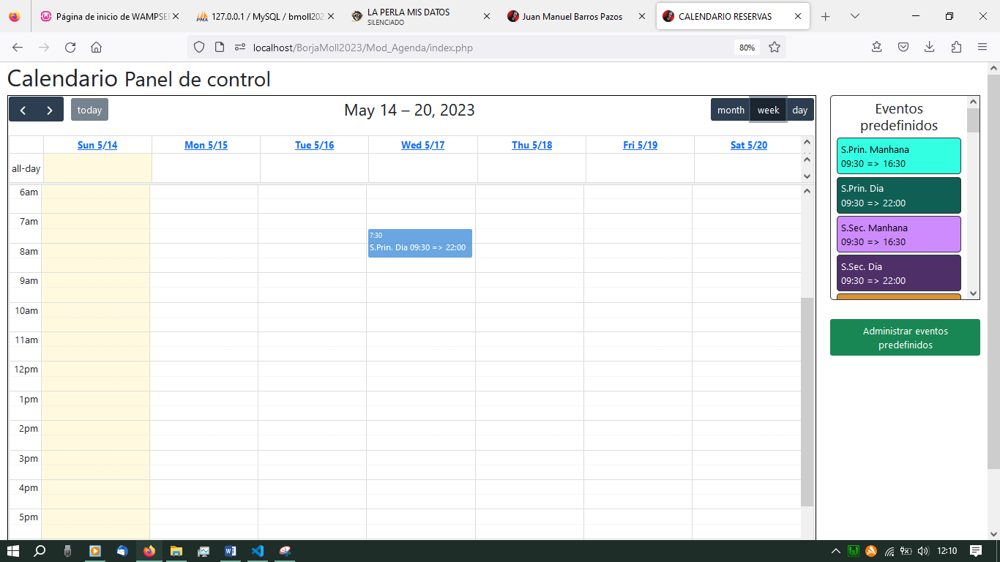 Página de inicio de WAMPSER
127.0.0.1 / MySQL / bmoll202
LA PERLA MIS DATOS
SILENCIADO
Juan Manuel Barros Pazos
CALENDARIO RESERVAS
localhost/BorjaMoll2023/Mod_Agenda/index.php
80%
Calendario Panel de control
today
May 14 – 20, 2023
month
week
day
Sun 5/14
Mon 5/15
Tue 5/16
Wed 5/17
Thu 5/18
Fri 5/19
Sat 5/20
all-day
6am
7am
7:30
S.Prin. Dia 09:30 => 22:00
8am
9am
10am
11am
12pm
1pm
2pm
3pm
4pm
5pm
Eventos
predefinidos
S.Prin. Manhana
09:30 => 16:30
S.Prin. Dia
09:30 => 22:00
S.Sec. Manhana
09:30 => 16:30
S.Sec. Dia
09:30 => 22:00
Administrar eventos
predefinidos
12:10